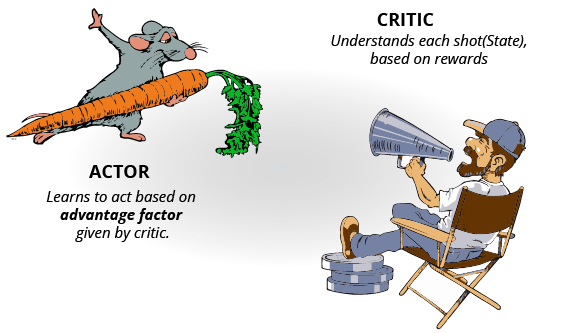 CRITIC
Understands each shot(State),
based on rewards
ACTOR
Learns to act based on
advantage factor
given by critic.